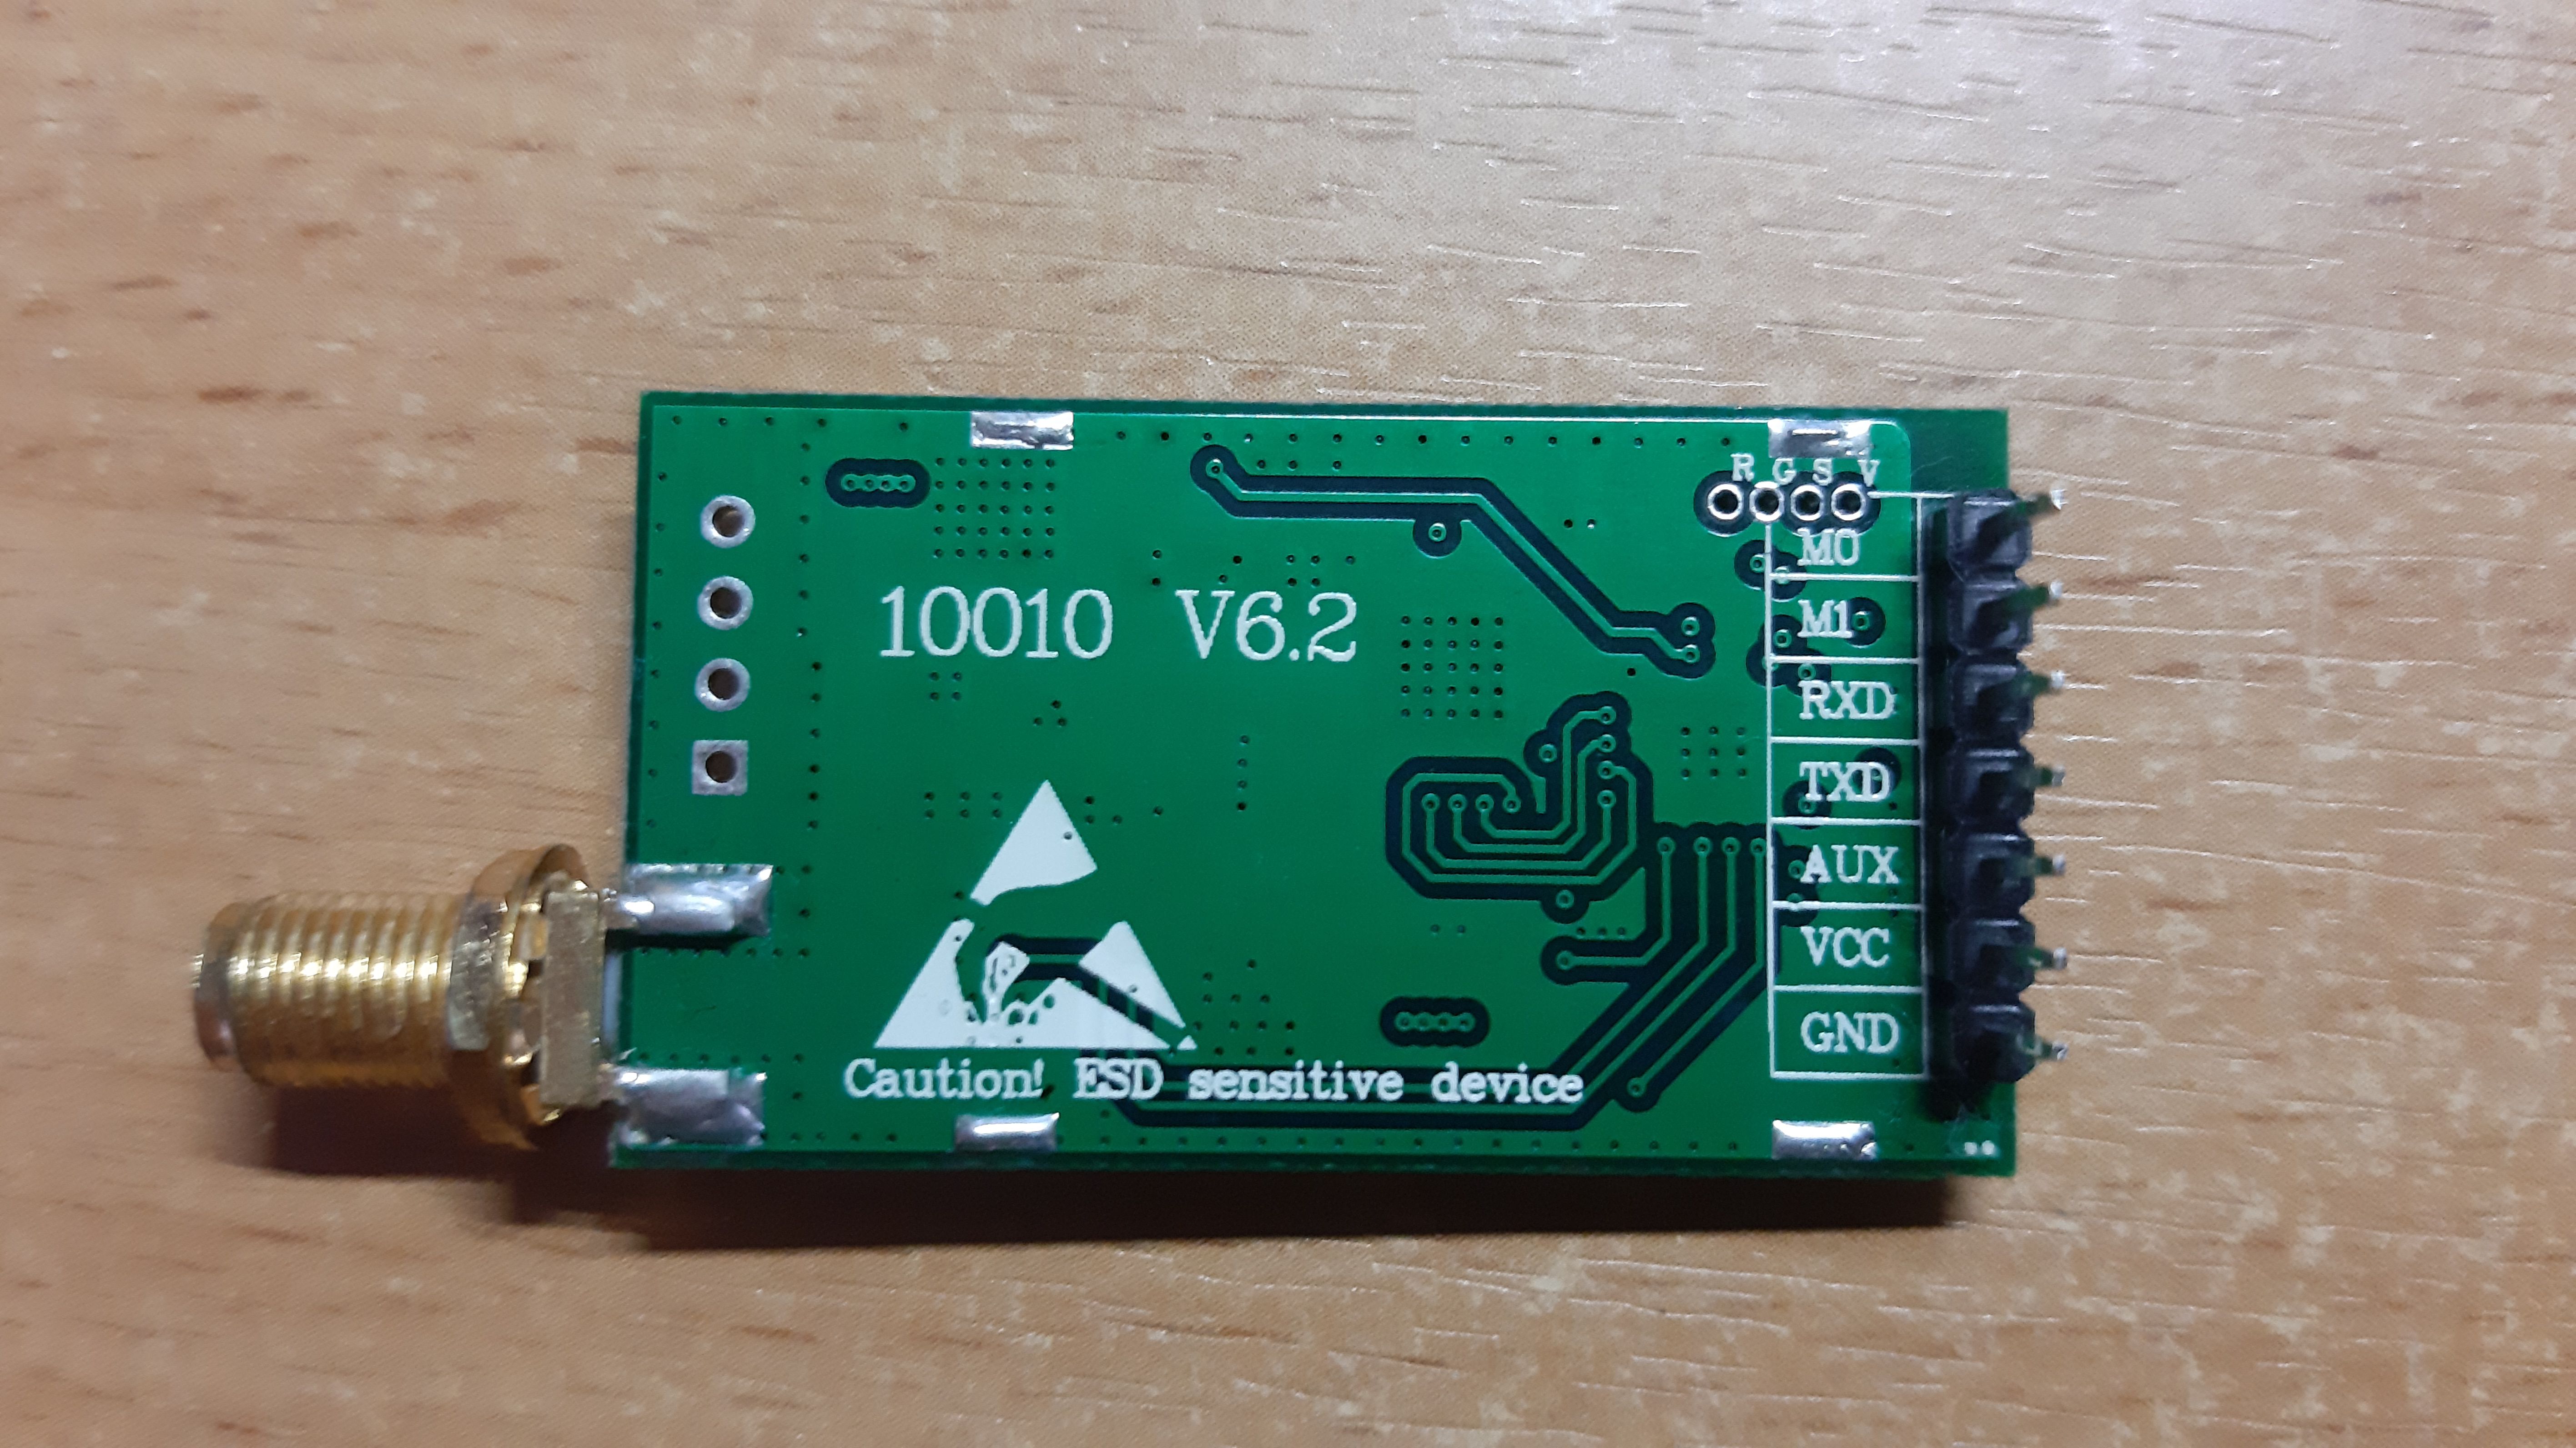 R G S V
M0
10010 V6.2
M1
RXD
TXD
AUX
VCC
GND
Caution! ESD sensitive device